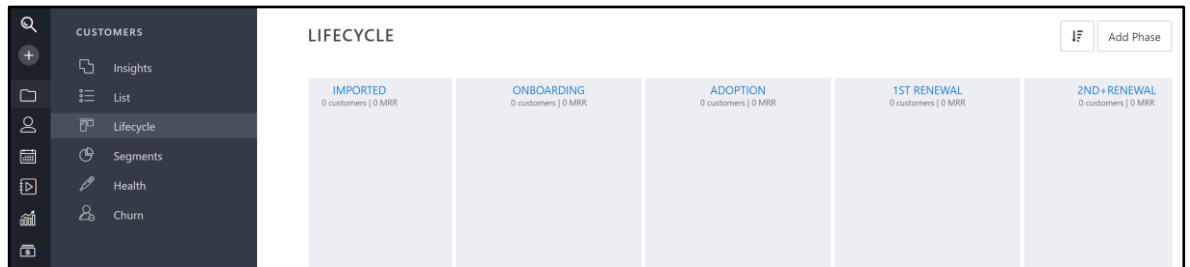 CUSTOMERS
Insights
List
Lifecycle
Segments
Health
Churn
LIFECYCLE
Add Phase
IMPORTED
0 customers | 0 MRR
ONBOARDING
0 customers | 0 MRR
ADOPTION
0 customers | 0 MRR
1ST RENEWAL
0 customers | 0 MRR
2ND+RENEWAL
0 customers | 0 MRR